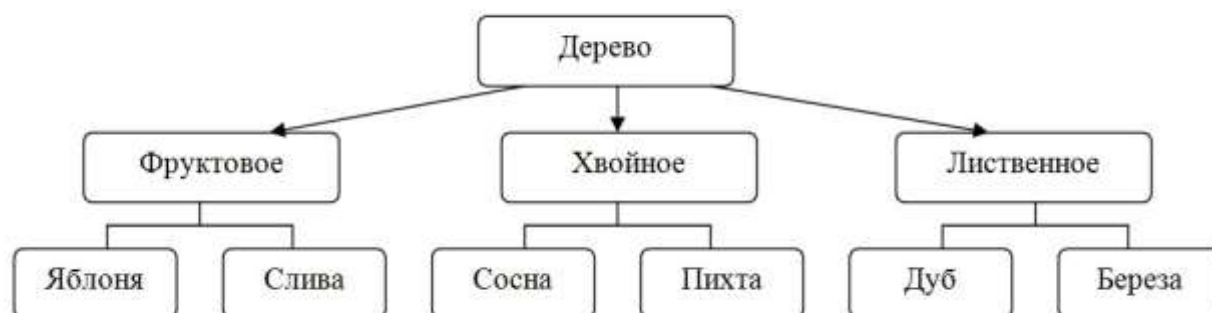 Дерево
Фруктовое Хвойное Лиственное
Яблоня Слива Сосна Пихта Дуб Береза